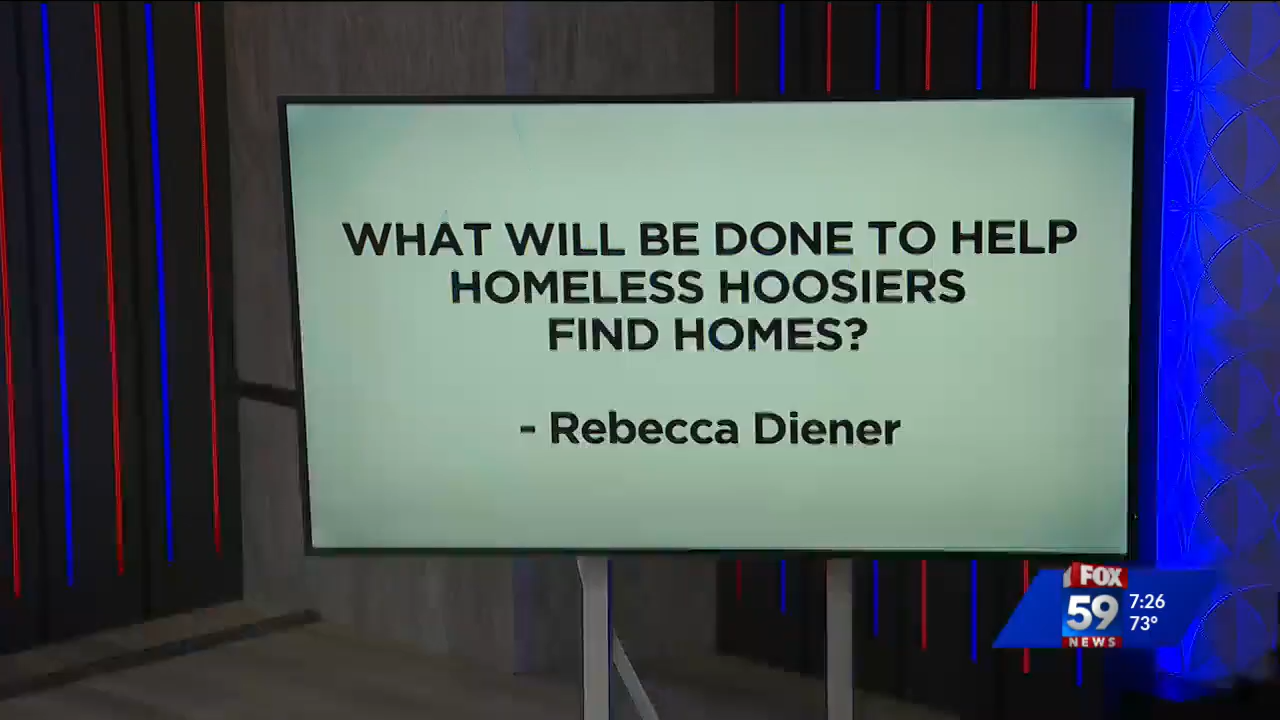 WHAT WILL BE DONE TO HELP
HOMELESS HOOSIERS
FIND HOMES?
- Rebecca Diener
FOX
59
NEWS
7:26
73°